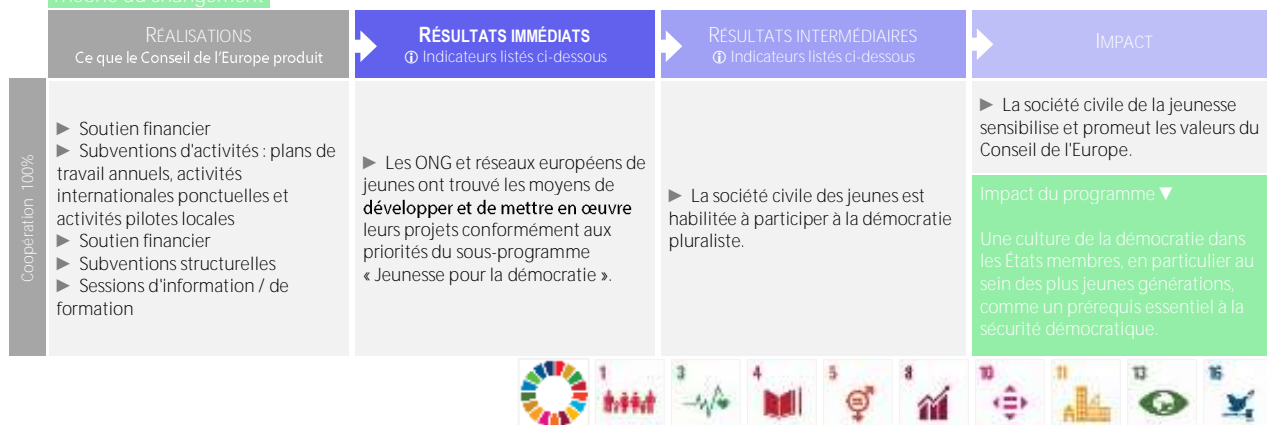 Théorie du changement
RÉALISATIONS
Ce que le Conseil de l'Europe produit
RÉSULTATS IMMÉDIATS
ⓘ Indicateurs listés ci-dessous
RÉSULTATS INTERMÉDIAIRES
ⓘ Indicateurs listés ci-dessous
IMPACT
Coopération 100%
► Soutien financier
► Subventions d'activités : plans de
travail annuels, activités
internationales ponctuelles et
activités pilotes locales
► Soutien financier
► Subventions structurelles
► Sessions d'information / de
formation
► Les ONG et réseaux européens de
jeunes ont trouvé les moyens de
développer et de mettre en œuvre
leurs projets conformément aux
priorités du sous-programme
« Jeunesse pour la démocratie ».
► La société civile des jeunes est
habilitée à participer à la démocratie
pluraliste.
► La société civile de la jeunesse
sensibilise et promeut les valeurs du
Conseil de l'Europe.
Impact du programme ▼
Une culture de la démocratie dans
les États membres, en particulier au
sein des plus jeunes générations,
comme un prérequis essentiel à la
sécurité démocratique.
1
3
4
5
8
10
11
13
16